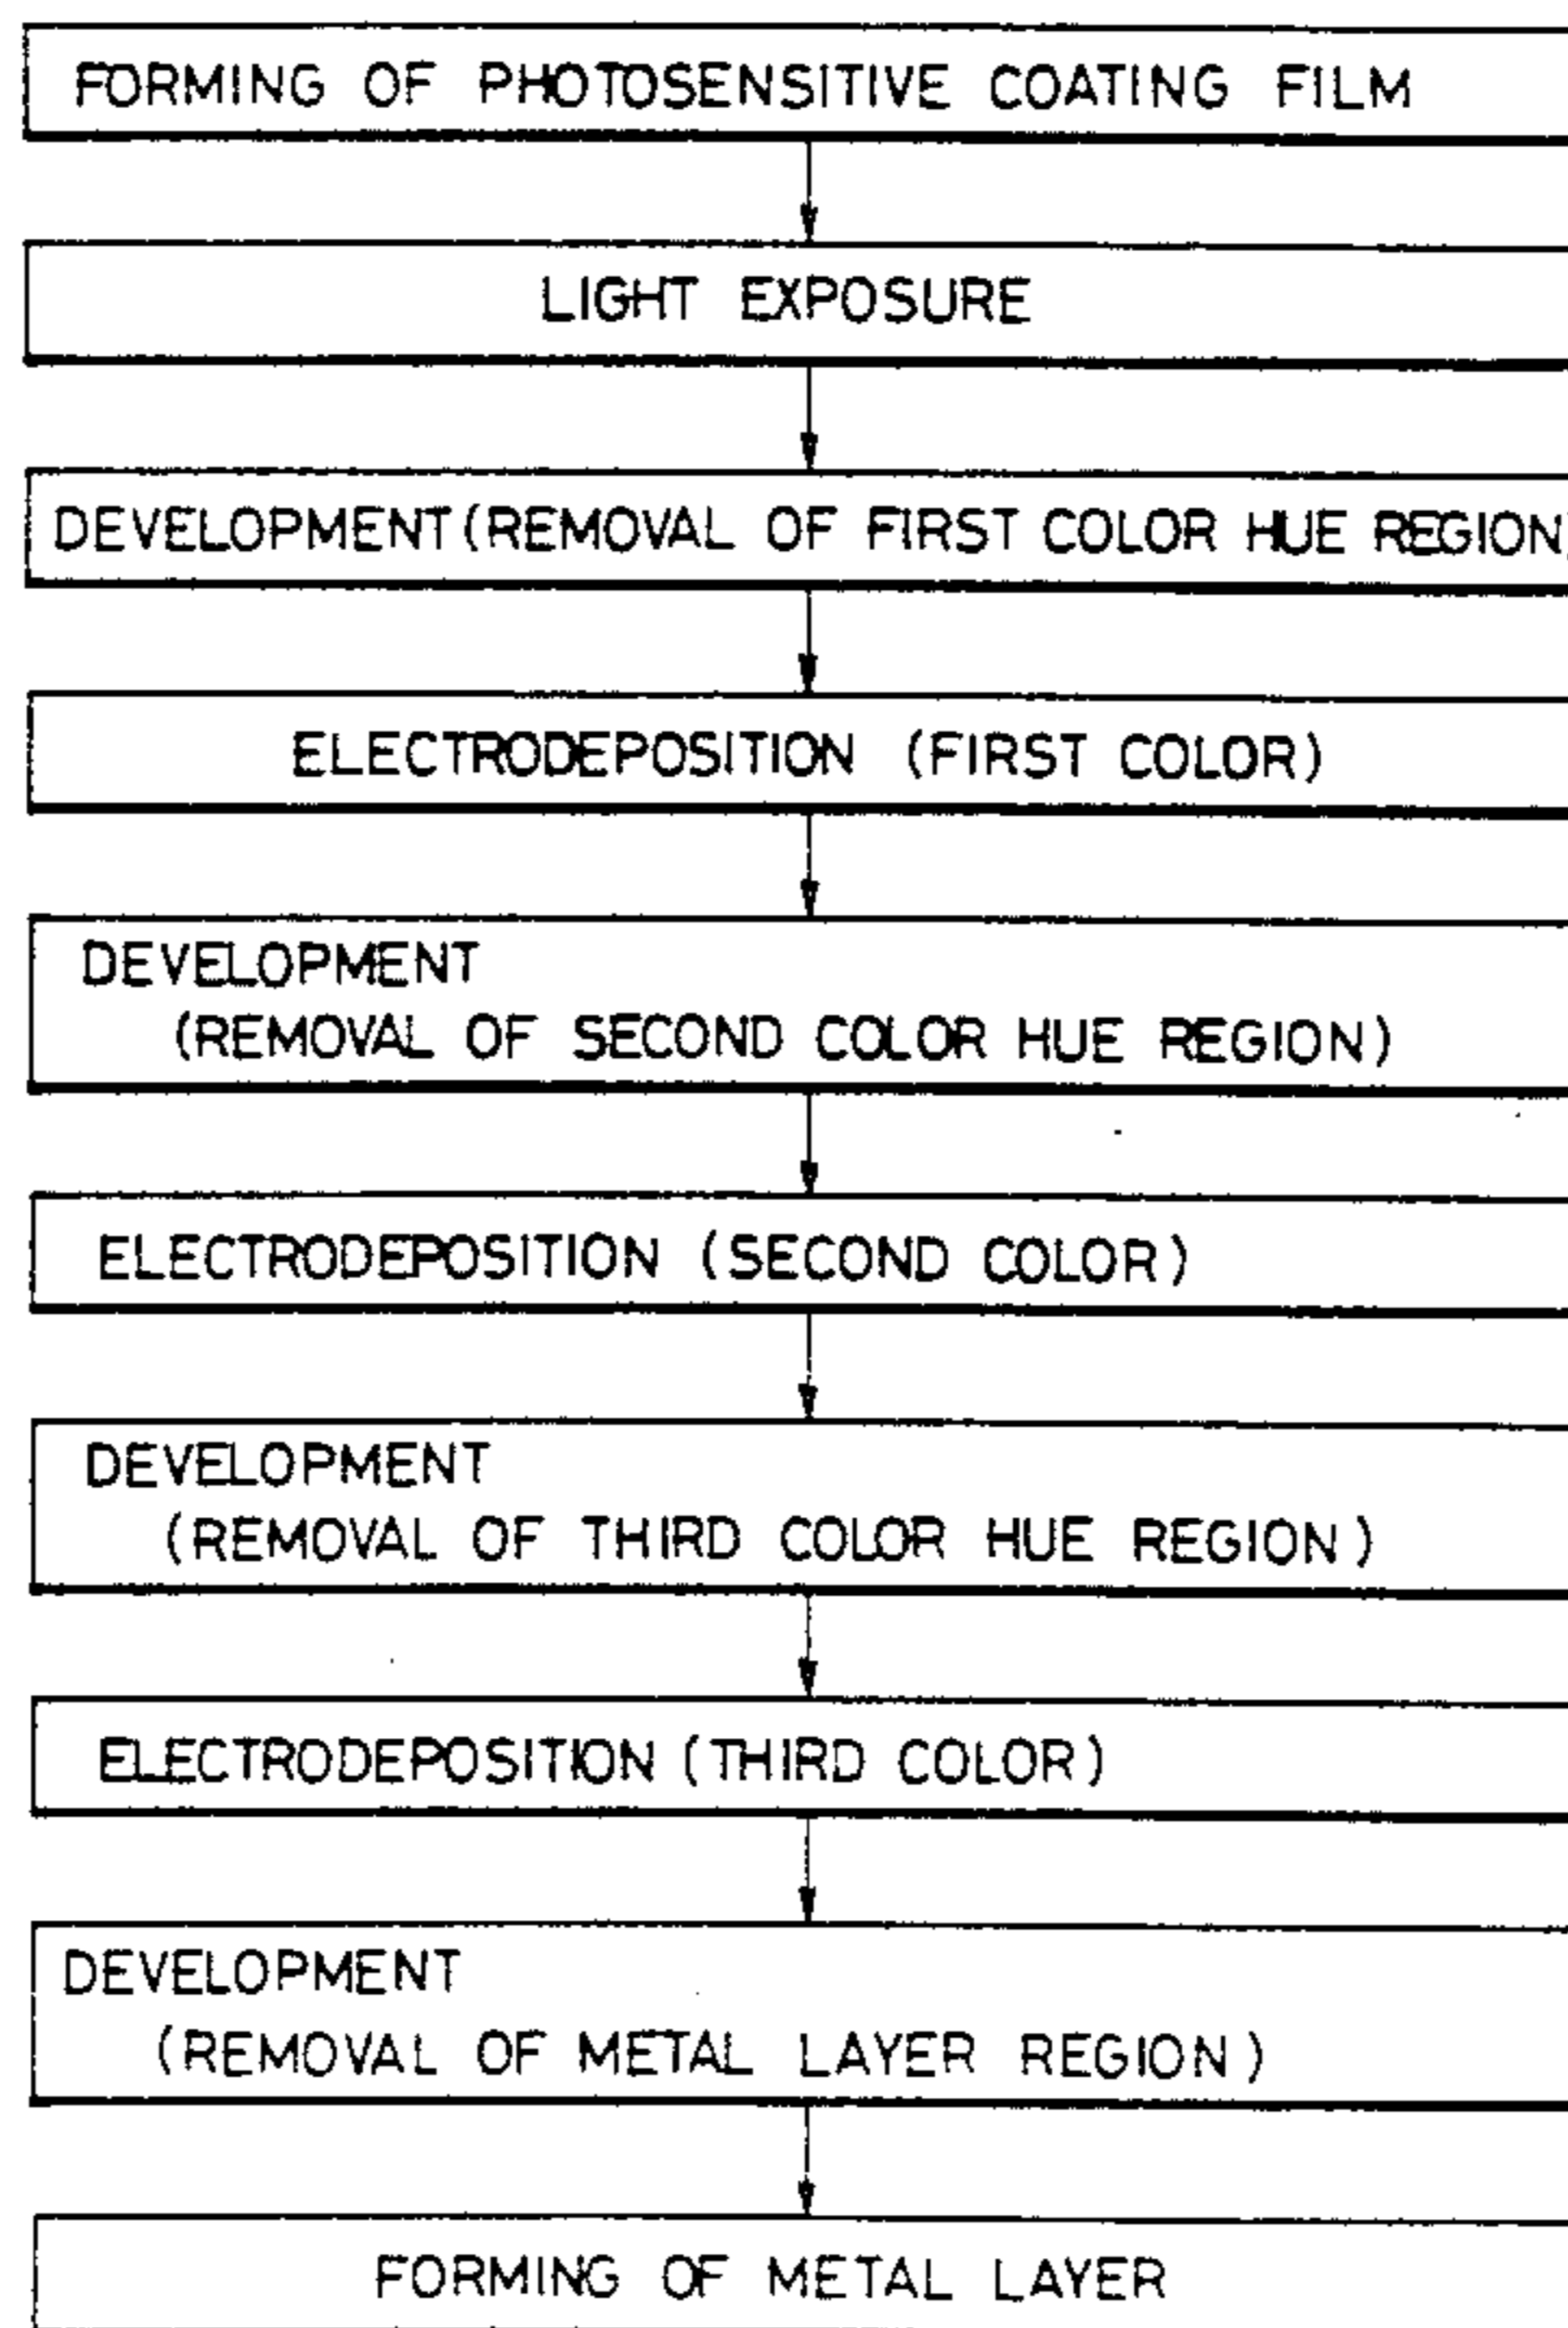 FORMING OF PHOTOSENSITIVE COATING FILM
LIGHT EXPOSURE
DEVELOPMENT(REMOVAL OF FIRST COLOR HUE REGION)
ELECTRODEPOSITION (FIRST COLOR)
DEVELOPMENT
(REMOVAL OF SECOND COLOR HUE REGION)
ELECTRODEPOSITION (SECOND COLOR)
DEVELOPMENT
(REMOVAL OF THIRD COLOR HUE REGION)
ELECTRODEPOSITION (THIRD COLOR)
DEVELOPMENT
(REMOVAL OF METAL LAYER REGION)
FORMING OF METAL LAYER